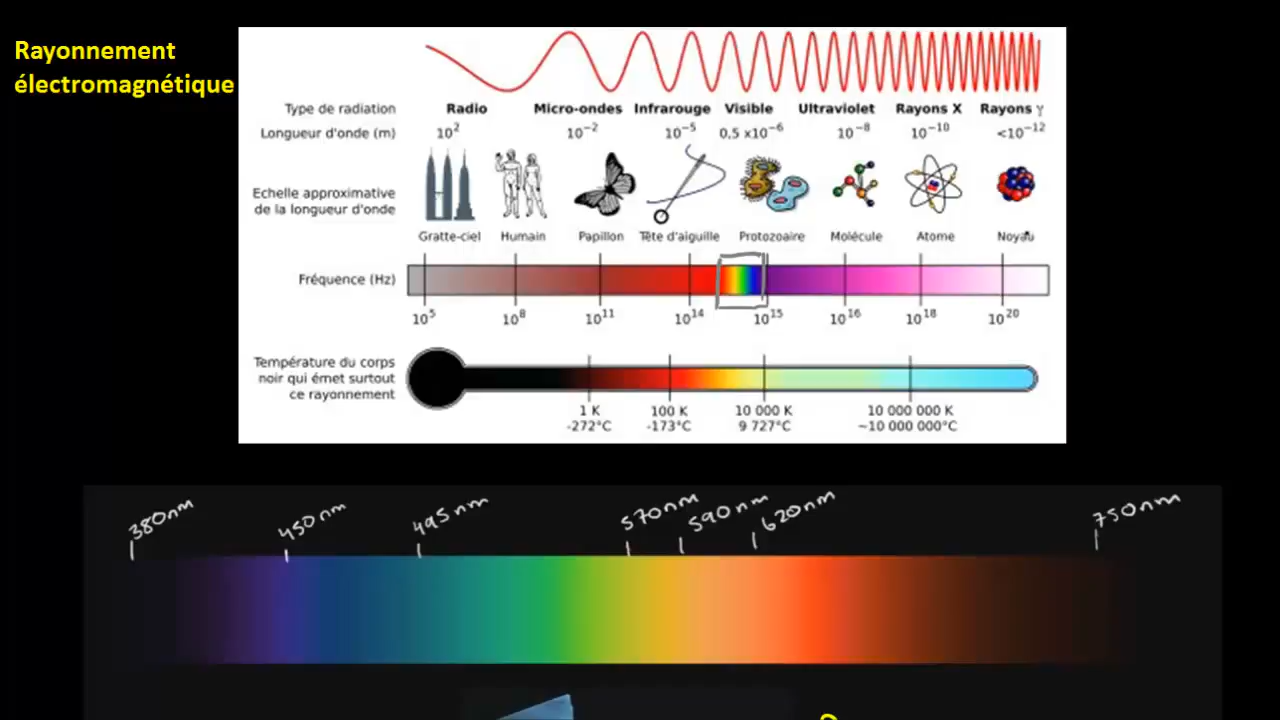 Rayonnement
électromagnétique
Type de radiation Radio Micro-ondes Infrarouge Visible Ultraviolet Rayons X Rayons γ
Longueur d'onde (m) 10² 10⁻² 10⁻⁵ 0,5 x10⁻⁶ 10⁻⁸ 10⁻¹⁰ <10⁻¹²
Echelle approximative
de la longueur d'onde
Gratte-ciel Humain Papillon Tête d'aiguille Protozoaire Molécule Atome Noyau
Fréquence (Hz)
10⁵ 10⁸ 10¹¹ 10¹⁴ 10¹⁵ 10¹⁶ 10¹⁸ 10²⁰
Température du corps
noir qui émet surtout
ce rayonnement
1 K 100 K 10 000 K 10 000 000 K
-272°C -173°C 9 727°C ~10 000 000°C
380nm 450nm 495nm 570nm 590nm 620nm 750nm